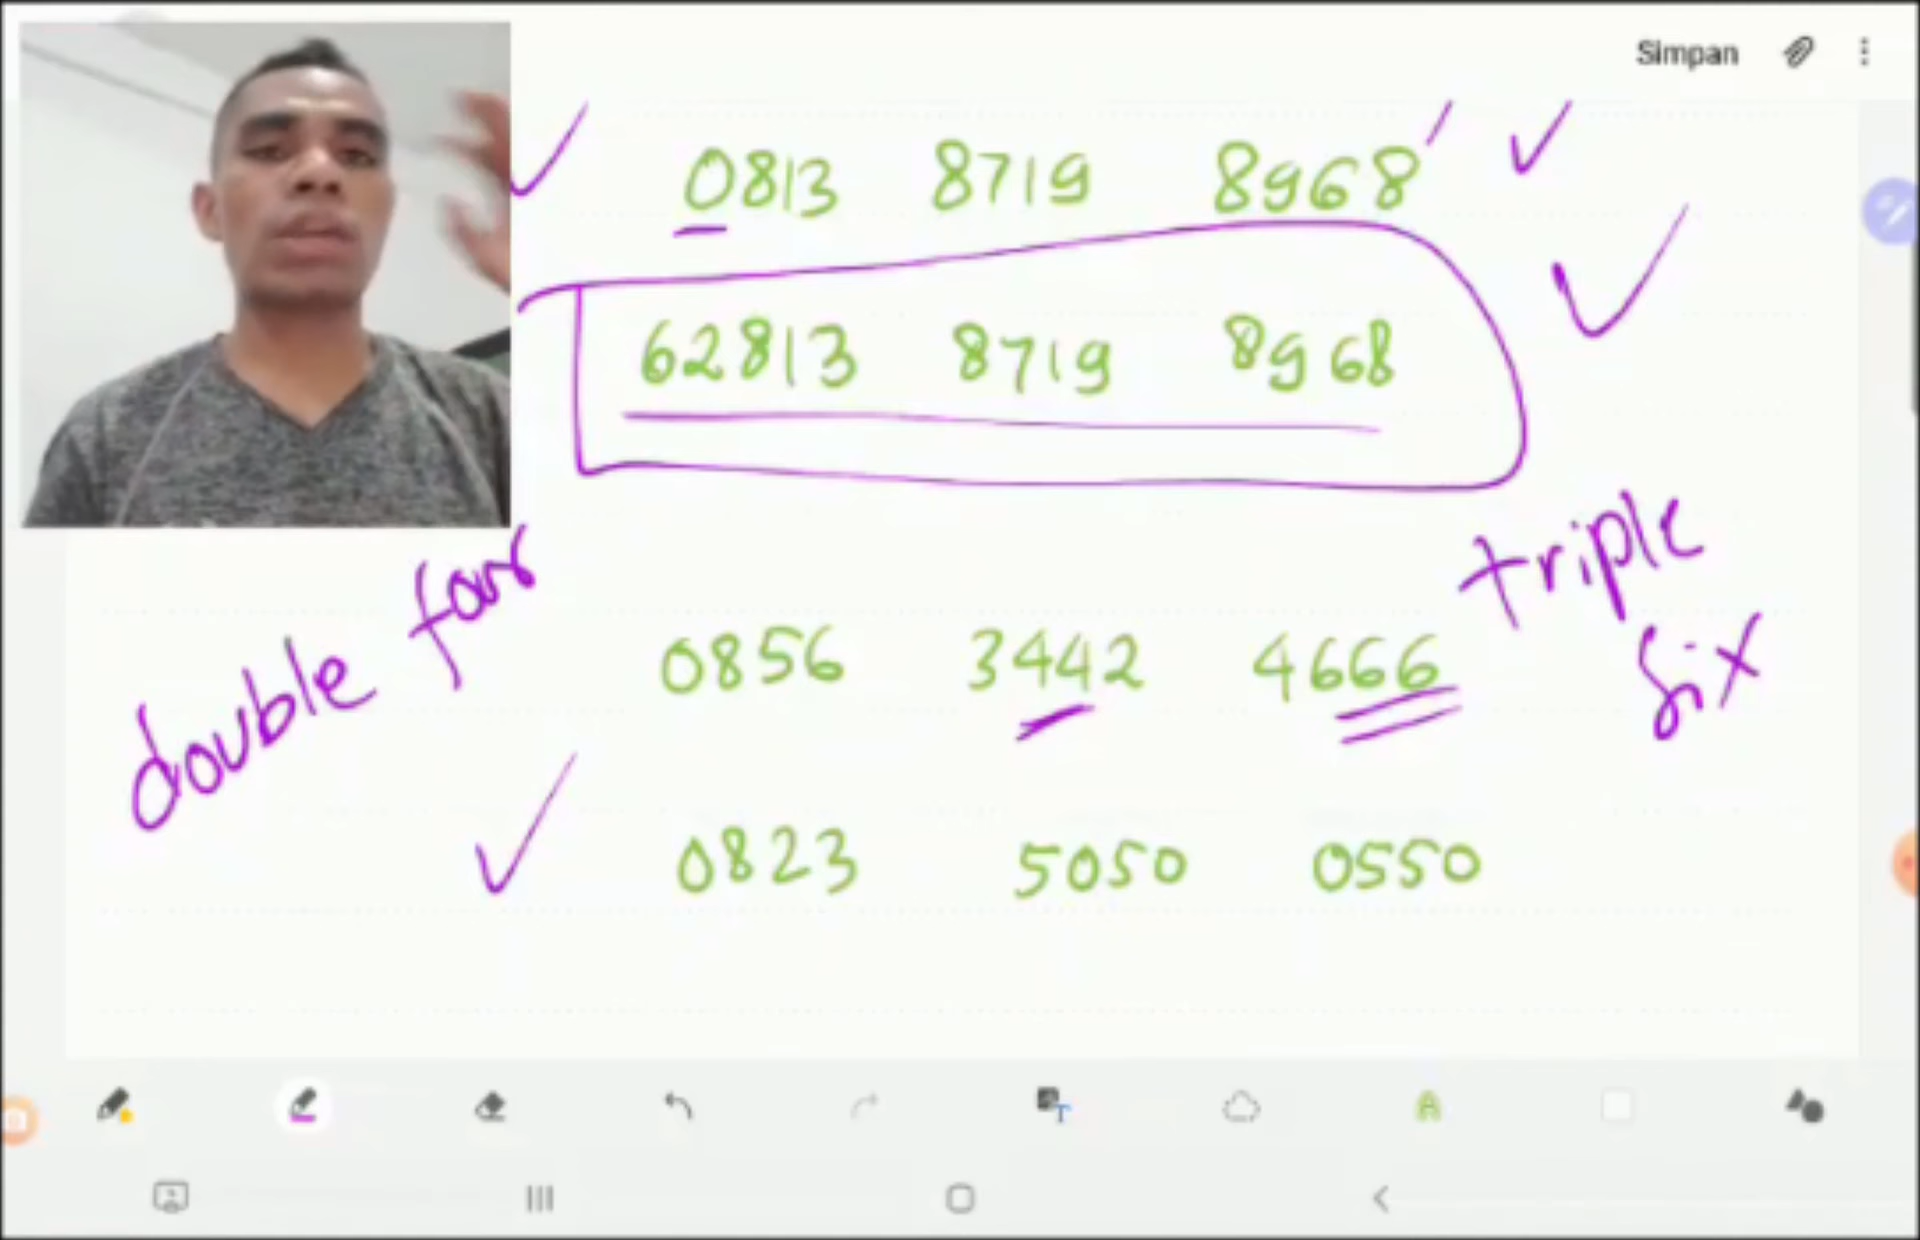 Simpan
0813 8719 8968
62813 8719 8968
double four
triple
six
0856 3442 4666
0823 5050 0550